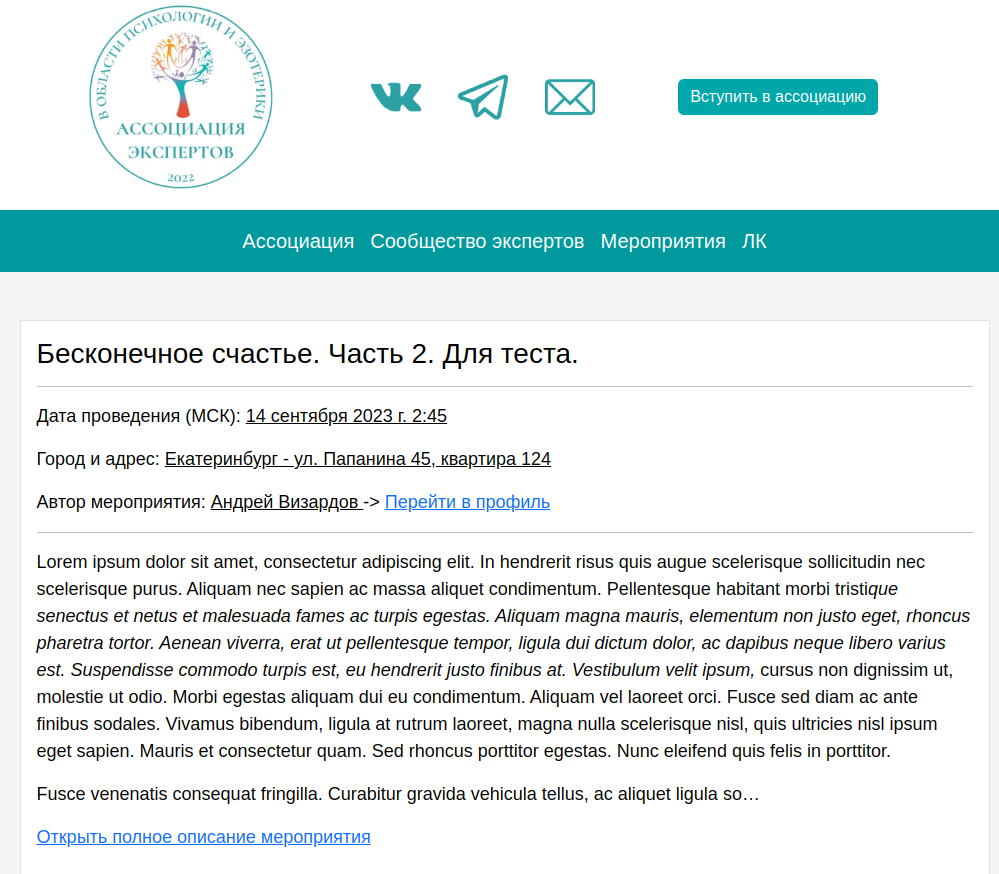 В ОБЛАСТИ ПСИХОЛОГИИ И ЭЗОТЕРИКИ
АССОЦИАЦИЯ
ЭКСПЕРТОВ
2022
Вступить в ассоциацию
Ассоциация Сообщество экспертов Мероприятия ЛК
Бесконечное счастье. Часть 2. Для теста.
Дата проведения (МСК): 14 сентября 2023 г. 2:45
Город и адрес: Екатеринбург - ул. Папанина 45, квартира 124
Автор мероприятия: Андрей Визардов -> Перейти в профиль
Lorem ipsum dolor sit amet, consectetur adipiscing elit. In hendrerit risus quis augue scelerisque sollicitudin nec
scelerisque purus. Aliquam nec sapien ac massa aliquet condimentum. Pellentesque habitant morbi tristique
senectus et netus et malesuada fames ac turpis egestas. Aliquam magna mauris, elementum non justo eget, rhoncus
pharetra tortor. Aenean viverra, erat ut pellentesque tempor, ligula dui dictum dolor, ac dapibus neque libero varius
est. Suspendisse commodo turpis est, eu hendrerit justo finibus at. Vestibulum velit ipsum, cursus non dignissim ut,
molestie ut odio. Morbi egestas aliquam dui eu condimentum. Aliquam vel laoreet orci. Fusce sed diam ac ante
finibus sodales. Vivamus bibendum, ligula at rutrum laoreet, magna nulla scelerisque nisl, quis ultricies nisl ipsum
eget sapien. Mauris et consectetur quam. Sed rhoncus porttitor egestas. Nunc eleifend quis felis in porttitor.
Fusce venenatis consequat fringilla. Curabitur gravida vehicula tellus, ac aliquet ligula so…
Открыть полное описание мероприятия